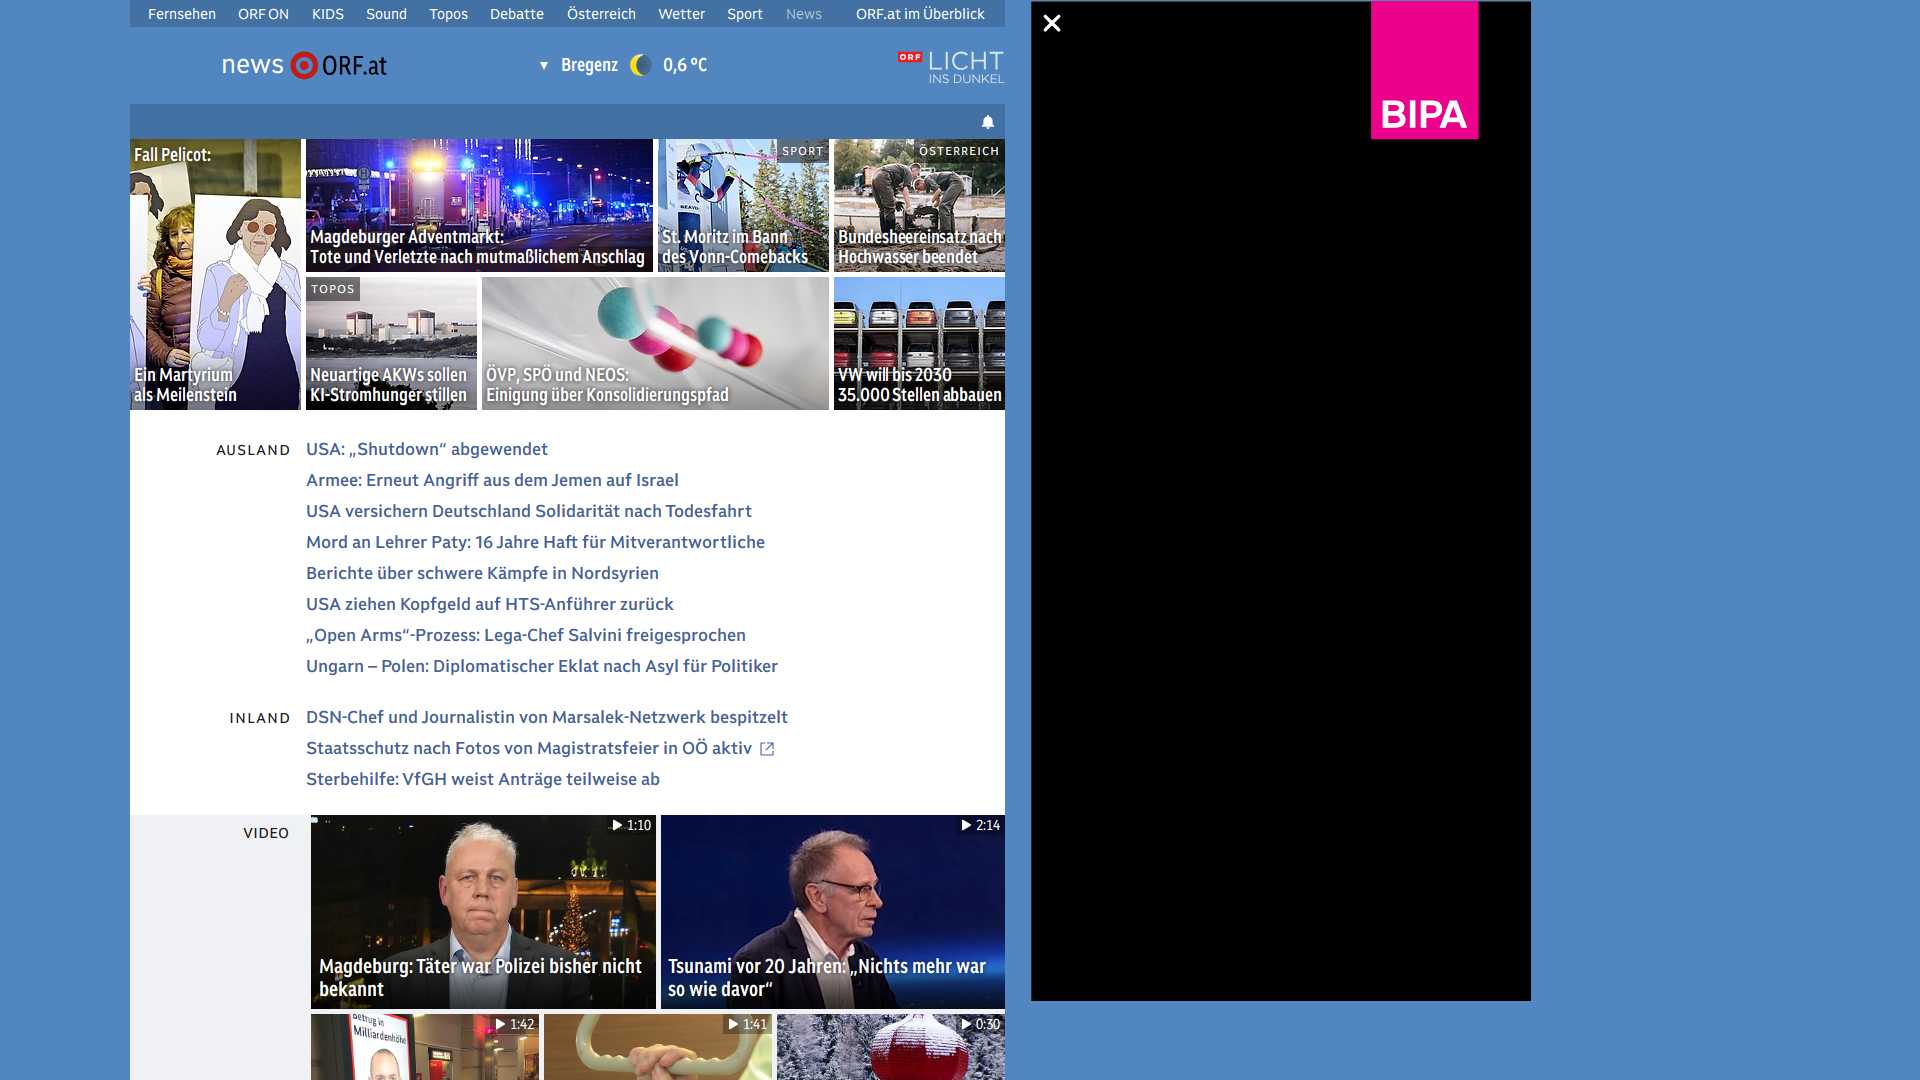 Fernsehen ORF ON KIDS Sound Topos Debatte Österreich Wetter Sport News ORF.at im Überblick
news ORF.at
▼ Bregenz 0,6 °C
ORF LICHT
INS DUNKEL
BIPA
Fall Pelicot:
Ein Martyrium
als Meilenstein
Magdeburger Adventmarkt:
Tote und Verletzte nach mutmaßlichem Anschlag
SPORT
St. Moritz im Bann
des Vonn-Comebacks
ÖSTERREICH
Bundesheereinsatz nach
Hochwasser beendet
TOPOS
Neuartige AKWs sollen
KI-Stromhunger stillen
ÖVP, SPÖ und NEOS:
Einigung über Konsolidierungspfad
VW will bis 2030
35.000 Stellen abbauen
AUSLAND
USA: „Shutdown“ abgewendet
Armee: Erneut Angriff aus dem Jemen auf Israel
USA versichern Deutschland Solidarität nach Todesfahrt
Mord an Lehrer Paty: 16 Jahre Haft für Mitverantwortliche
Berichte über schwere Kämpfe in Nordsyrien
USA ziehen Kopfgeld auf HTS-Anführer zurück
„Open Arms“-Prozess: Lega-Chef Salvini freigesprochen
Ungarn – Polen: Diplomatischer Eklat nach Asyl für Politiker
INLAND
DSN-Chef und Journalistin von Marsalek-Netzwerk bespitzelt
Staatsschutz nach Fotos von Magistratsfeier in OÖ aktiv
Sterbehilfe: VfGH weist Anträge teilweise ab
VIDEO
1:10
Magdeburg: Täter war Polizei bisher nicht
bekannt
2:14
Tsunami vor 20 Jahren: „Nichts mehr war
so wie davor“
Betrug in
Milliardenhöhe
1:42
1:41
0:30